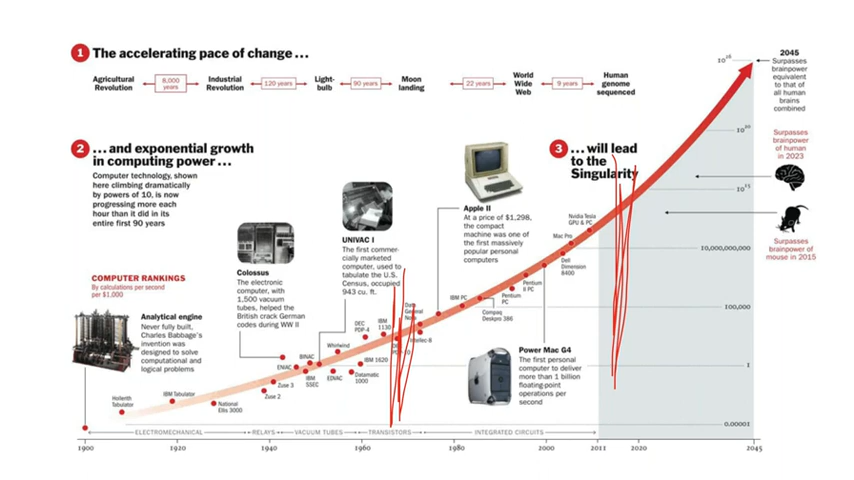 1 The accelerating pace of change ...
Agricultural
Revolution
8,000
years
Industrial
Revolution
120 years
Light-
bulb
90 years
Moon
landing
22 years
World
Wide
Web
9 years
Human
genome
sequenced
2 ... and exponential growth
in computing power ...
Computer technology, shown
here climbing dramatically
by powers of 10, is now
progressing more each
hour than it did in its
entire first 90 years
COMPUTER RANKINGS
By calculations per second
per $1,000
Analytical engine
Never fully built,
Charles Babbage's
invention was
designed to solve
computational and
logical problems
Colossus
The electronic
computer, with
1,500 vacuum
tubes, helped the
British crack German
codes during WW II
UNIVAC I
The first commer-
cially marketed
computer, used to
tabulate the U.S.
Census, occupied
943 cu. ft.
Apple II
At a price of $1,298,
the compact
machine was one of
the first massively
popular personal
computers
Power Mac G4
The first personal
computer to deliver
more than 1 billion
floating-point
operations per
second
3 ... will lead
to the
Singularity
2045
Surpasses
brainpower
equivalent
to that of
all human
brains
combined
Surpasses
brainpower
of human
in 2023
Surpasses
brainpower of
mouse in 2015
10,000,000,000
100,000
1
0.00001
Hollerith
Tabulator
IBM Tabulator
National
Ellis 3000
Zuse 2
Zuse 3
ENIAC
BINAC
IBM
SSEC
Whirlwind
EDVAC
Datamatic
1000
IBM 1620
DEC
PDP-4
IBM
1130
Data
General
Nova
Intellec-8
IBM PC
Compaq
Deskpro 386
Pentium
PC
Pentium
II PC
Dell
Dimension
8400
Mac Pro
Nvidia Tesla
GPU & PC
ELECTROMECHANICAL
RELAYS
VACUUM TUBES
TRANSISTORS
INTEGRATED CIRCUITS
1900
1920
1940
1960
1980
2000
2011
2020
2045